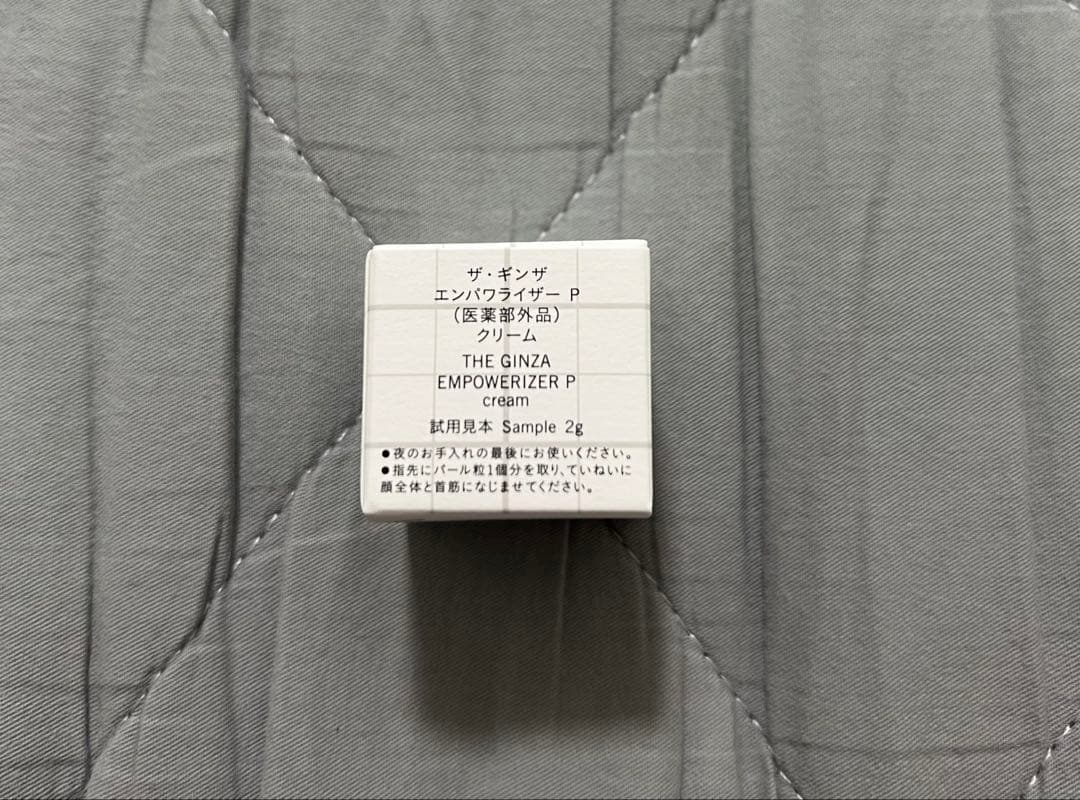 ザ・ギンザ
エンパワライザー P
（医薬部外品）
クリーム
THE GINZA
EMPOWERIZER P
cream
試用見本 Sample 2g
●夜のお手入れの最後にお使いください。
●指先にパール粒1個分を取り、ていねいに
顔全体と首筋になじませてください。